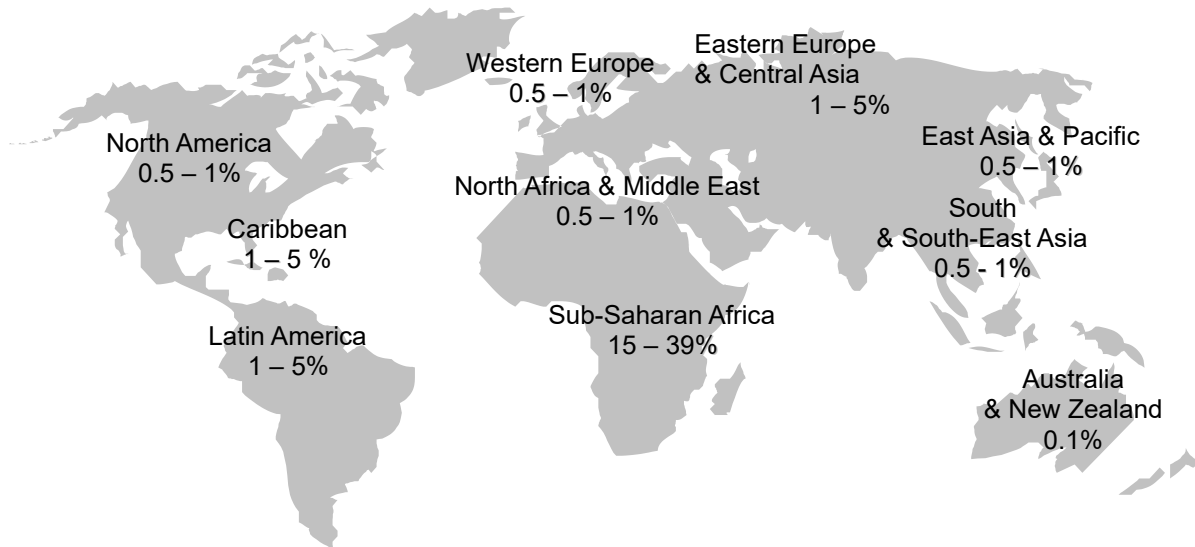 Western Europe
0.5 – 1%
Eastern Europe
& Central Asia
1 – 5%
North America
0.5 – 1%
East Asia & Pacific
0.5 – 1%
North Africa & Middle East
0.5 – 1%
Caribbean
1 – 5 %
South
& South-East Asia
0.5 - 1%
Latin America
1 – 5%
Sub-Saharan Africa
15 – 39%
Australia
& New Zealand
0.1%